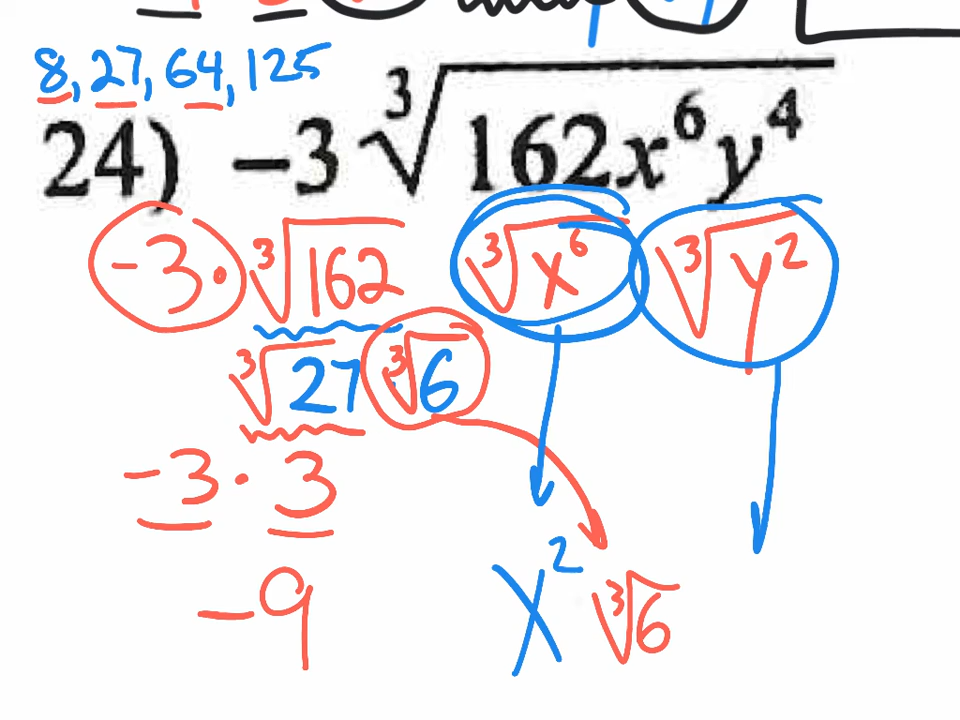 8, 27, 64, 125
24) -3 ∛162x⁶y⁴
-3 · ∛162 ∛x⁶ ∛y²
∛27 · ∛6
-3 · 3
-9 x² ∛6